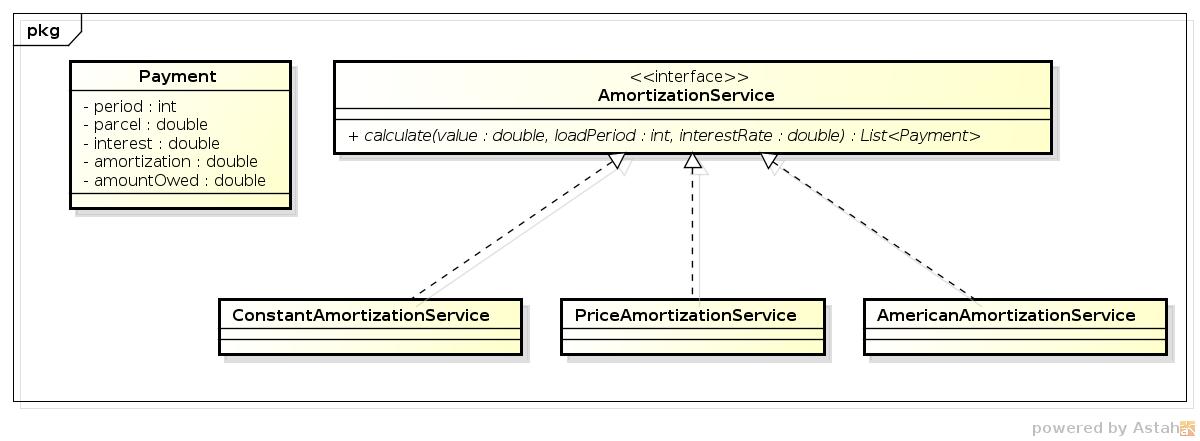 pkg
Payment
- period : int
- parcel : double
- interest : double
- amortization : double
- amountOwed : double
<<interface>>
AmortizationService
+ calculate(value : double, loadPeriod : int, interestRate : double) : List<Payment>
ConstantAmortizationService
PriceAmortizationService
AmericanAmortizationService
powered by Astah